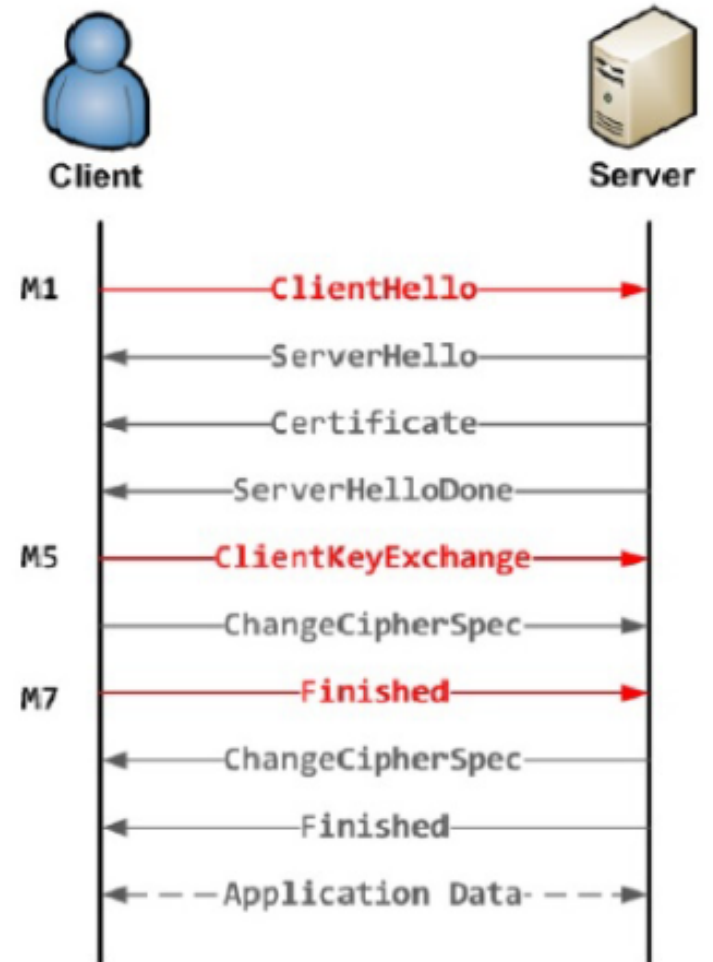 Client Server
M1 ClientHello
ServerHello
Certificate
ServerHelloDone
M5 ClientKeyExchange
ChangeCipherSpec
M7 Finished
ChangeCipherSpec
Finished
Application Data